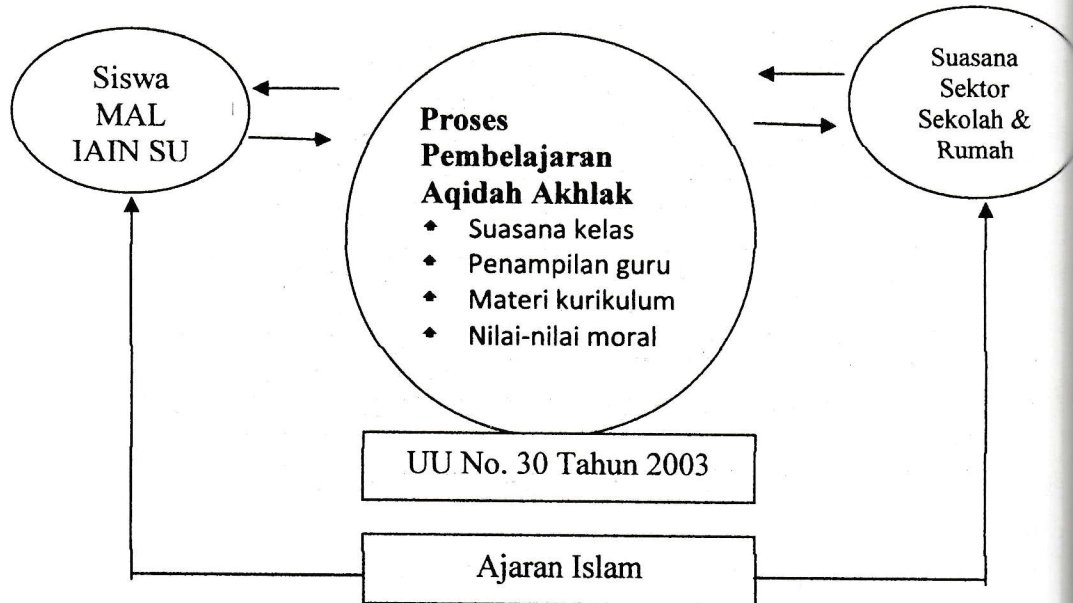 Siswa
MAL
IAIN SU
Proses
Pembelajaran
Aqidah Akhlak
Suasana kelas
Penampilan guru
Materi kurikulum
Nilai-nilai moral
Suasana
Sektor
Sekolah &
Rumah
UU No. 30 Tahun 2003
Ajaran Islam